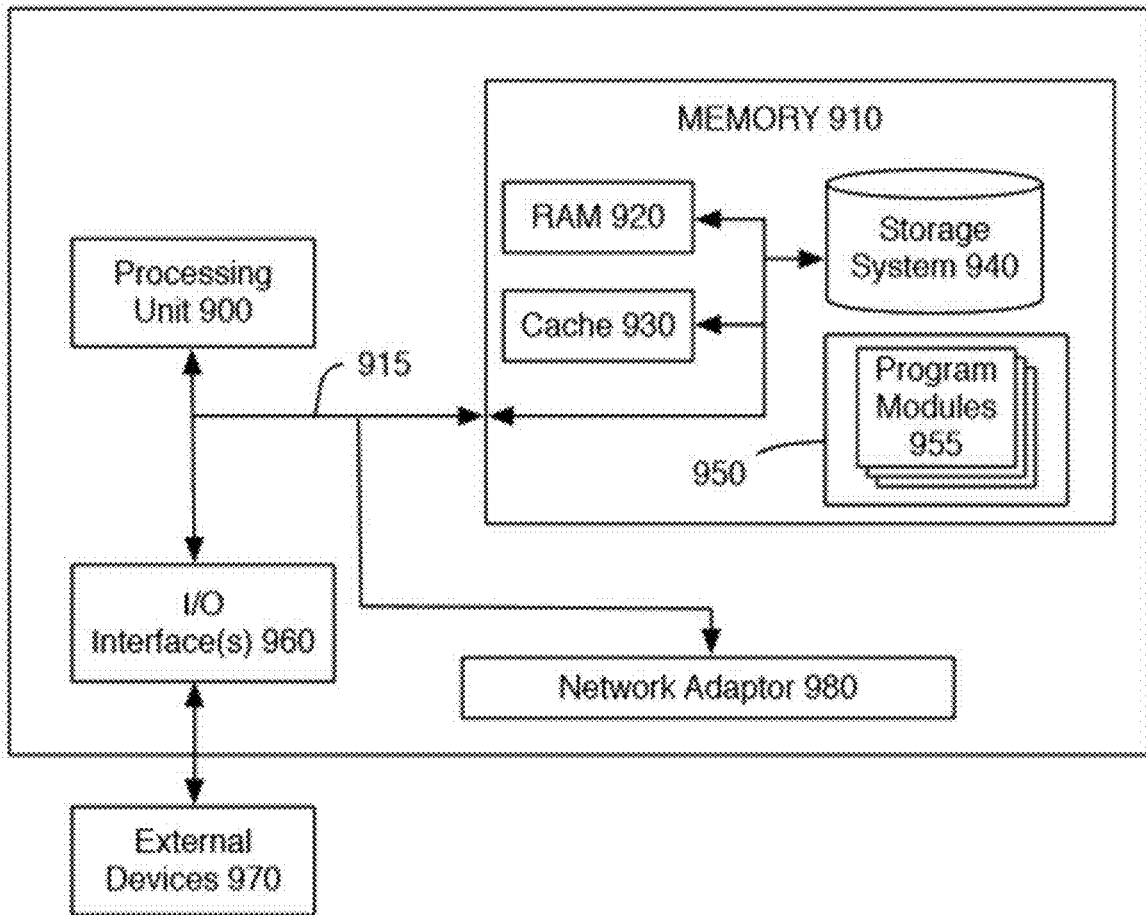 MEMORY 910
RAM 920
Storage
System 940
Processing
Unit 900
Cache 930
915
Program
Modules
955
950
I/O
Interface(s) 960
Network Adaptor 980
External
Devices 970